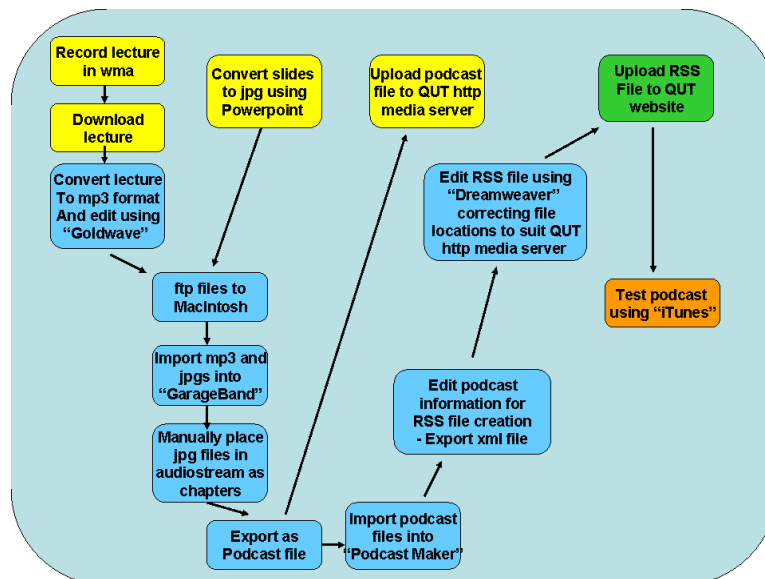 Record lecture
in wma
Download
lecture
Convert lecture
To mp3 format
And edit using
“Goldwave”
Convert slides
to jpg using
Powerpoint
ftp files to
MacIntosh
Import mp3 and
jpgs into
“GarageBand”
Manually place
jpg files in
audiostream as
chapters
Export as
Podcast file
Upload podcast
file to QUT http
media server
Import podcast
files into
“Podcast Maker”
Edit podcast
information for
RSS file creation
- Export xml file
Edit RSS file using
“Dreamweaver”
correcting file
locations to suit QUT
http media server
Upload RSS
File to QUT
website
Test podcast
using “iTunes”